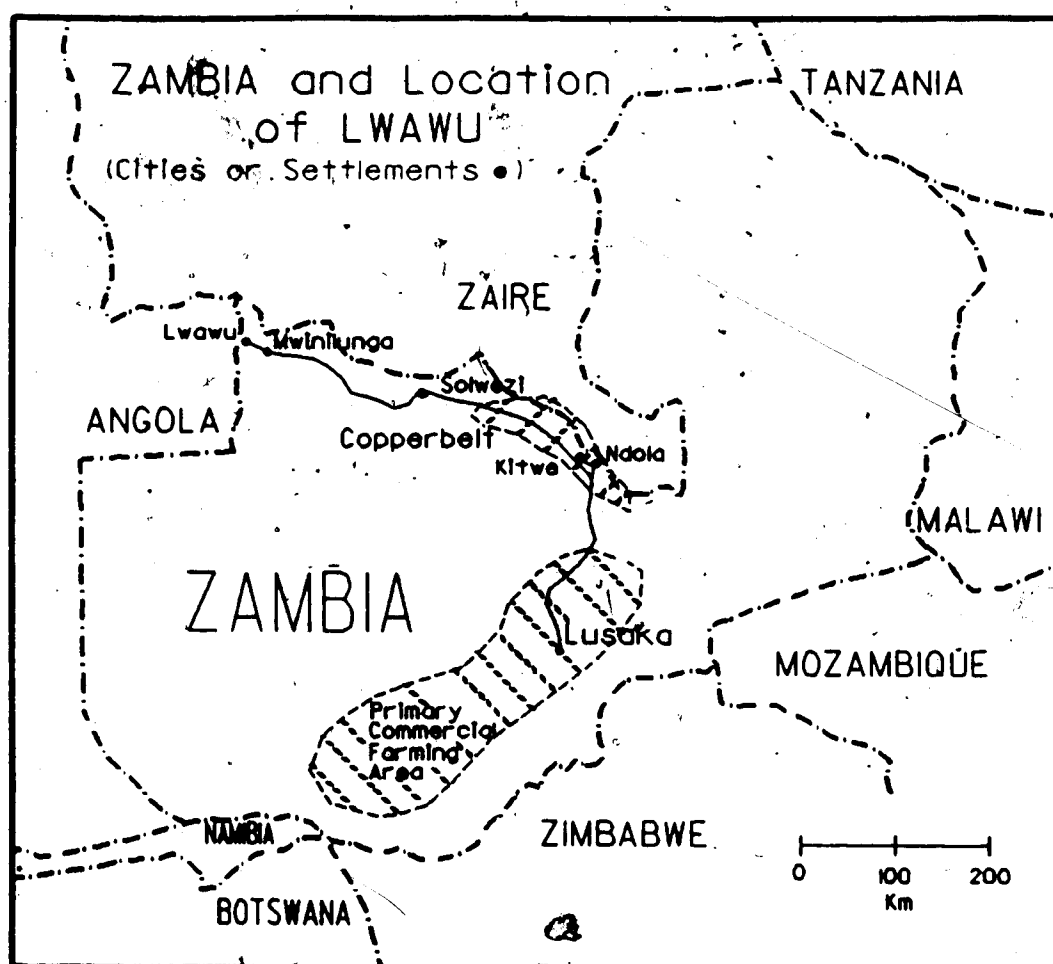 ZAMBIA and Location
of LWAWU
(Cities or Settlements ●)
TANZANIA
ZAIRE
Lwawu
Mwinilunga
Solwezi
ANGOLA
Copperbelt
Kitwe
Ndola
MALAWI
ZAMBIA
Lusaka
MOZAMBIQUE
Primary
Commercial
Farming
Area
NAMBIA
ZIMBABWE
BOTSWANA
0 100 200
Km